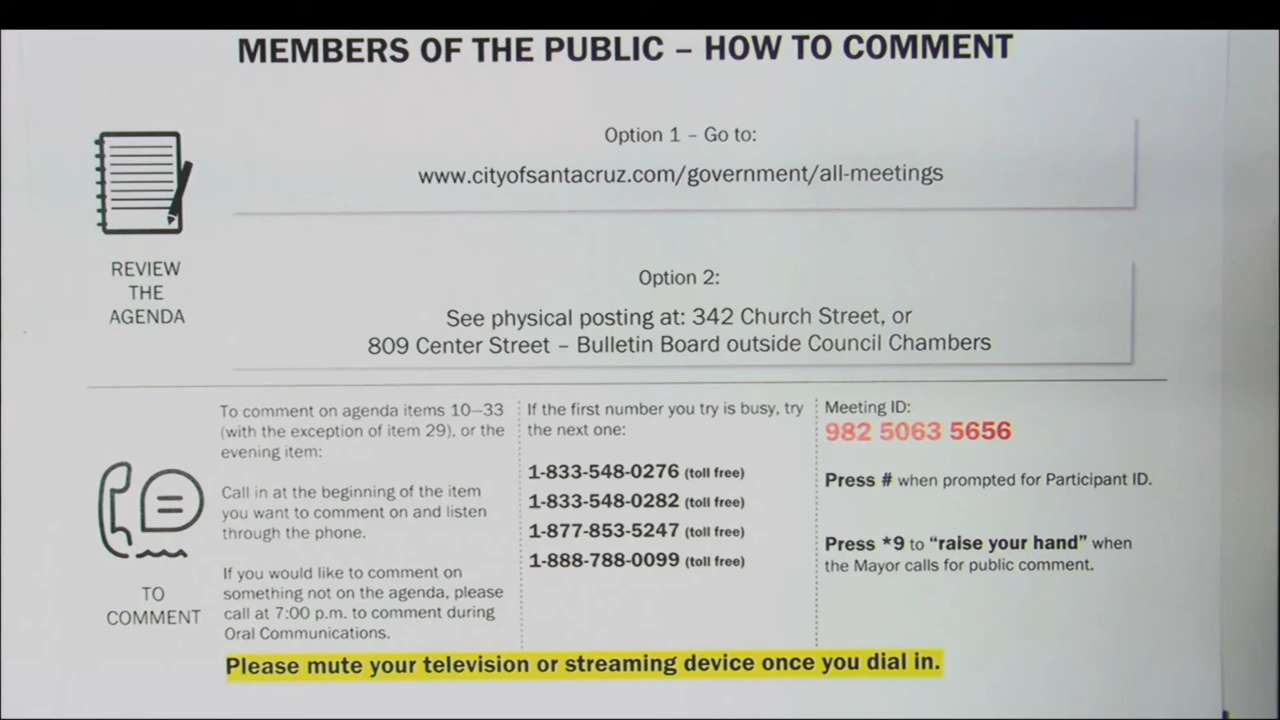 MEMBERS OF THE PUBLIC – HOW TO COMMENT
Option 1 – Go to:
www.cityofsantacruz.com/government/all-meetings
REVIEW
THE
AGENDA
Option 2:
See physical posting at: 342 Church Street, or
809 Center Street – Bulletin Board outside Council Chambers
To comment on agenda items 10–33
(with the exception of item 29), or the
evening item:
Call in at the beginning of the item
you want to comment on and listen
through the phone.
If you would like to comment on
something not on the agenda, please
call at 7:00 p.m. to comment during
Oral Communications.
TO
COMMENT
If the first number you try is busy, try
the next one:
1-833-548-0276 (toll free)
1-833-548-0282 (toll free)
1-877-853-5247 (toll free)
1-888-788-0099 (toll free)
Meeting ID:
982 5063 5656
Press # when prompted for Participant ID.
Press *9 to “raise your hand” when
the Mayor calls for public comment.
Please mute your television or streaming device once you dial in.